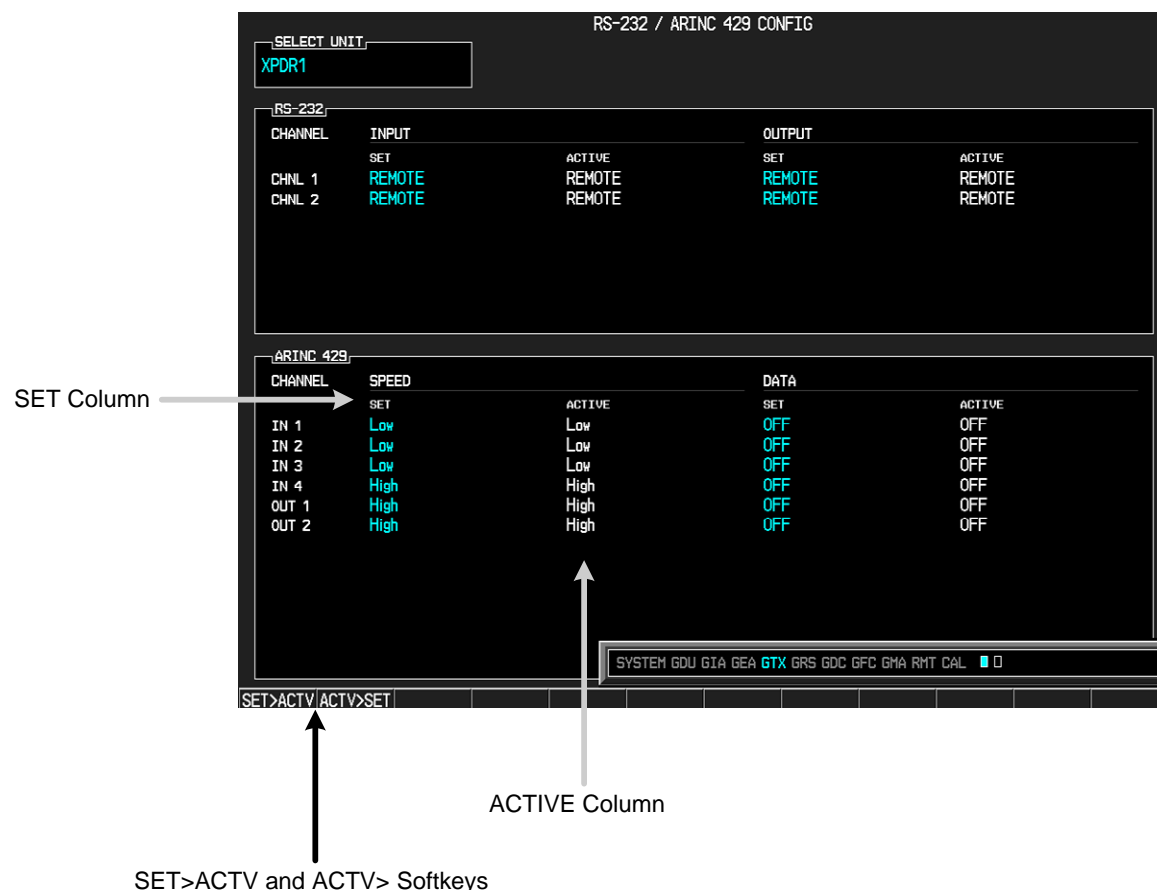 RS-232 / ARINC 429 CONFIG
SELECT UNIT
XPDR1
RS-232
CHANNEL INPUT OUTPUT
SET ACTIVE SET ACTIVE
CHNL 1 REMOTE REMOTE REMOTE REMOTE
CHNL 2 REMOTE REMOTE REMOTE REMOTE
ARINC 429
CHANNEL SPEED DATA
SET Column
SET ACTIVE SET ACTIVE
IN 1 Low Low OFF OFF
IN 2 Low Low OFF OFF
IN 3 Low Low OFF OFF
IN 4 High High OFF OFF
OUT 1 High High OFF OFF
OUT 2 High High OFF OFF
SYSTEM GDU GIA GEA GTX GRS GDC GFC GMA RMT CAL
SET>ACTV ACTV>SET
ACTIVE Column
SET>ACTV and ACTV> Softkeys